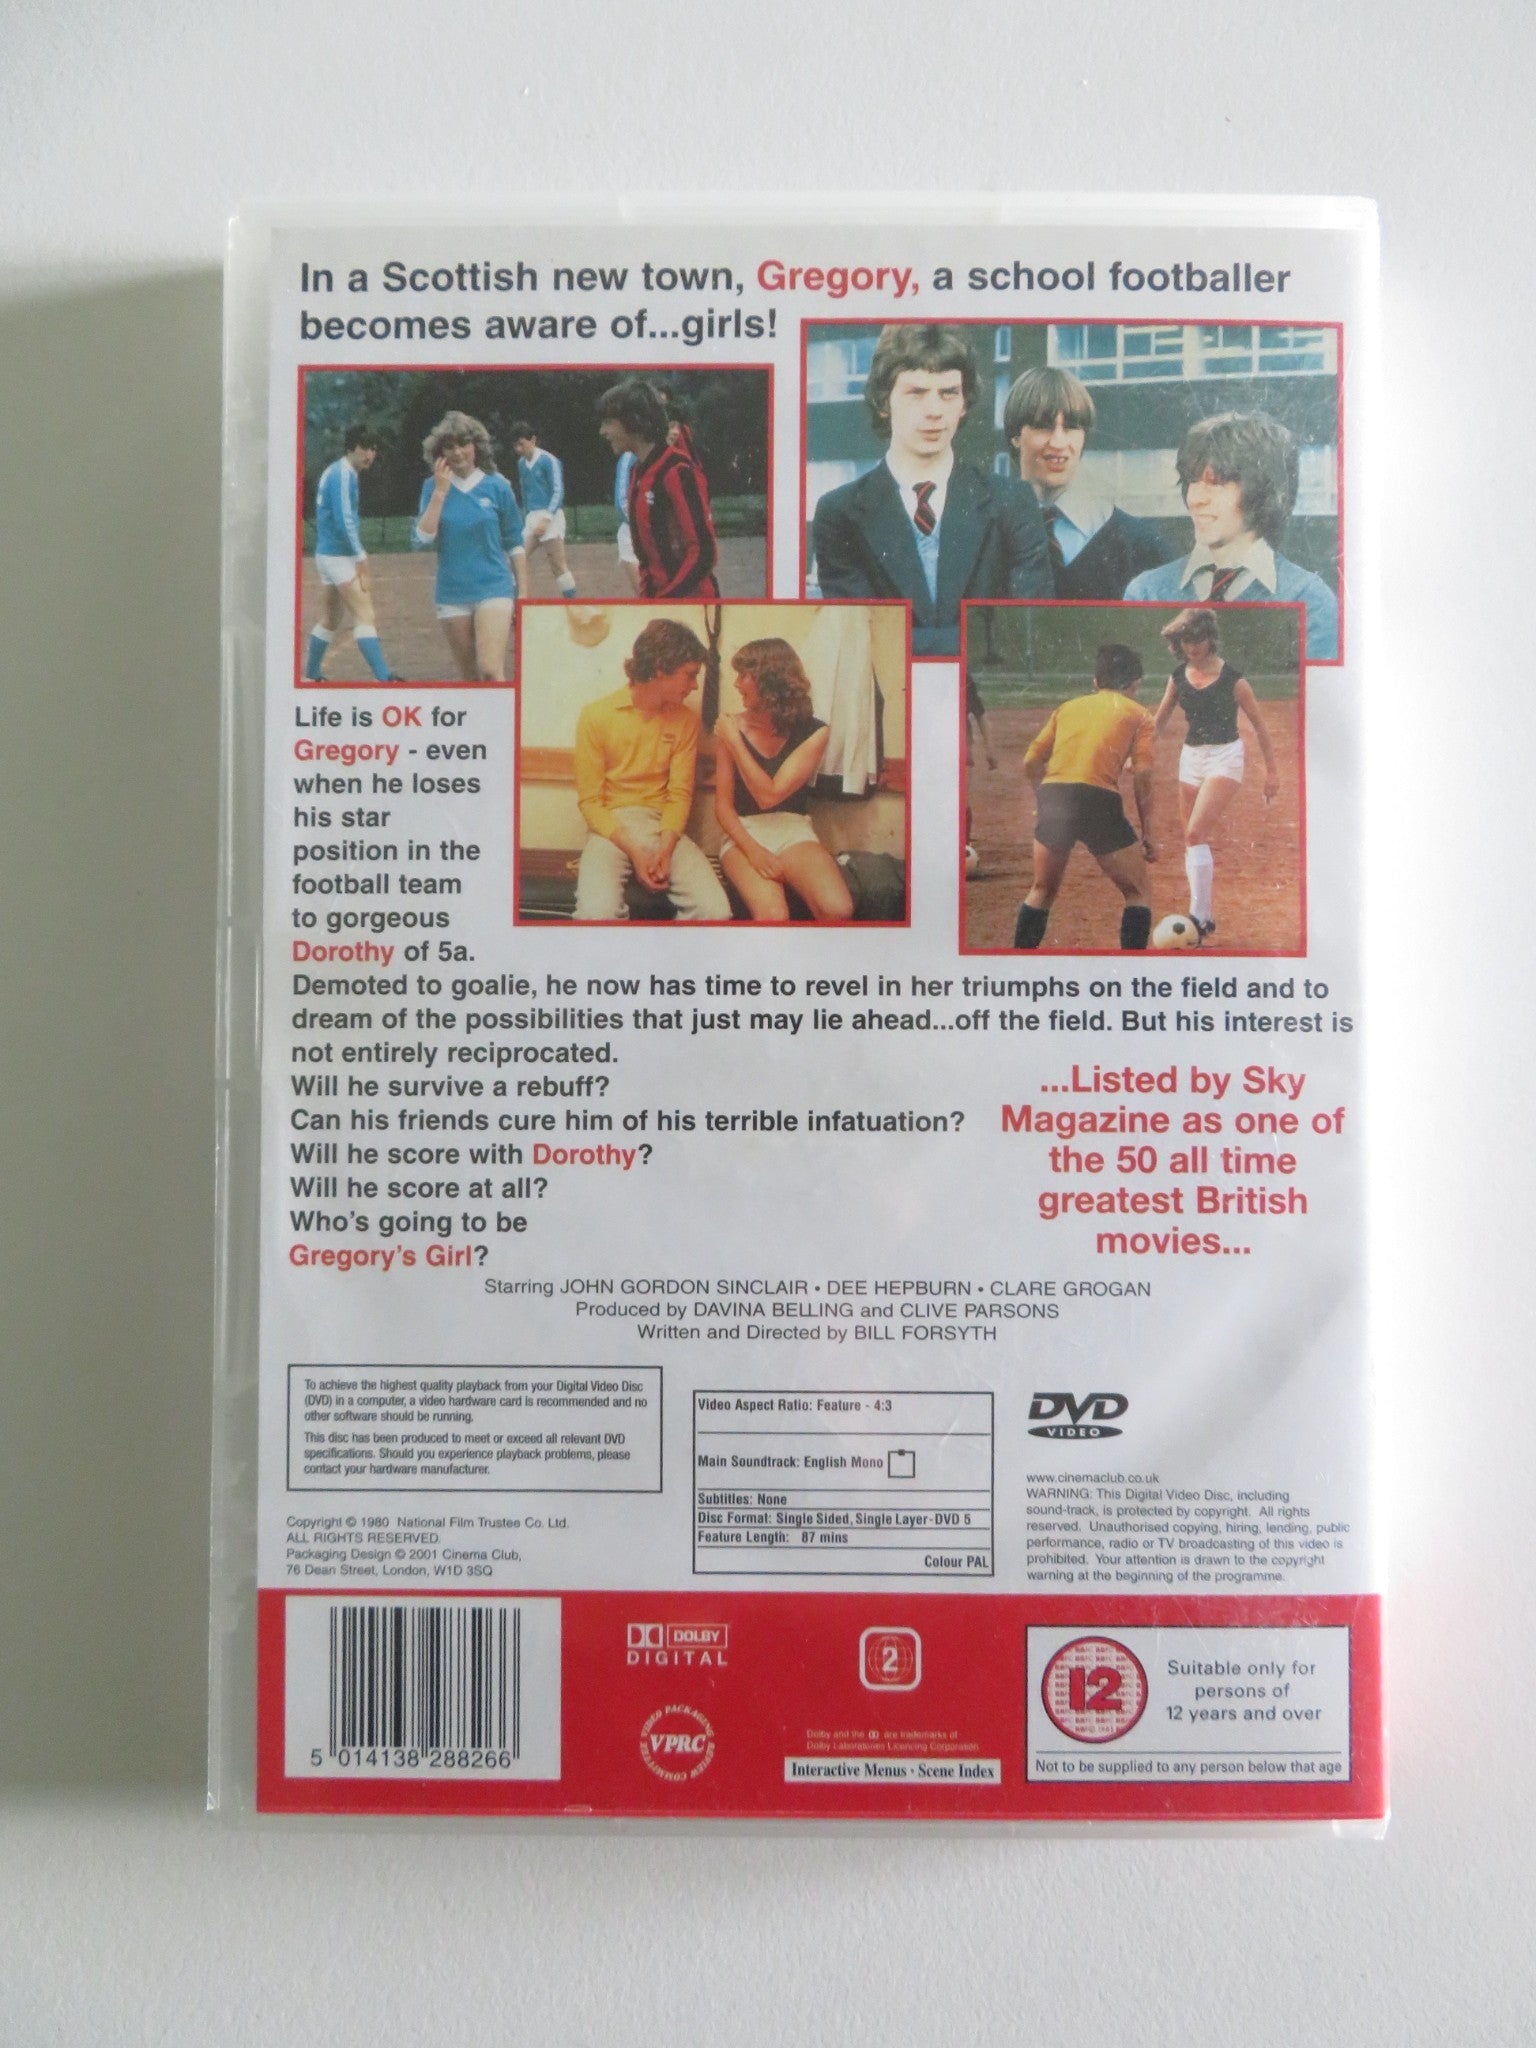 In a Scottish new town, Gregory, a school footballer
becomes aware of...girls!
Life is OK for
Gregory - even
when he loses
his star
position in the
football team
to gorgeous
Dorothy of 5a.
Demoted to goalie, he now has time to revel in her triumphs on the field and to
dream of the possibilities that just may lie ahead...off the field. But his interest is
not entirely reciprocated.
Will he survive a rebuff?
Can his friends cure him of his terrible infatuation?
Will he score with Dorothy?
Will he score at all?
Who's going to be
Gregory's Girl?
...Listed by Sky
Magazine as one of
the 50 all time
greatest British
movies...
Starring JOHN GORDON SINCLAIR • DEE HEPBURN • CLARE GROGAN
Produced by DAVINA BELLING and CLIVE PARSONS
Written and Directed by BILL FORSYTH
To achieve the highest quality playback from your Digital Video Disc
(DVD) in a computer, a video hardware card is recommended and no
other software should be running.
This disc has been produced to meet or exceed all relevant DVD
specifications. Should you experience playback problems, please
contact your hardware manufacturer.
Copyright © 1980 National Film Trustee Co. Ltd.
ALL RIGHTS RESERVED.
Packaging Design © 2001 Cinema Club,
76 Dean Street, London, W1D 3SQ
Video Aspect Ratio: Feature - 4:3
Main Soundtrack: English Mono
Subtitles: None
Disc Format: Single Sided, Single Layer-DVD 5
Feature Length: 87 mins
Colour PAL
DVD
VIDEO
www.cinemaclub.co.uk
WARNING: This Digital Video Disc, including
sound-track, is protected by copyright. All rights
reserved. Unauthorised copying, hiring, lending, public
performance, radio or TV broadcasting of this video is
prohibited. Your attention is drawn to the copyright
warning at the beginning of the programme.
5 014138 288266
DOLBY
DIGITAL
VIDEO PACKAGING REVIEW COMMITTEE
VPRC
2
Dolby and the are trademarks of
Dolby Laboratories Licencing Corporation
Interactive Menus · Scene Index
12
Suitable only for
persons of
12 years and over
Not to be supplied to any person below that age